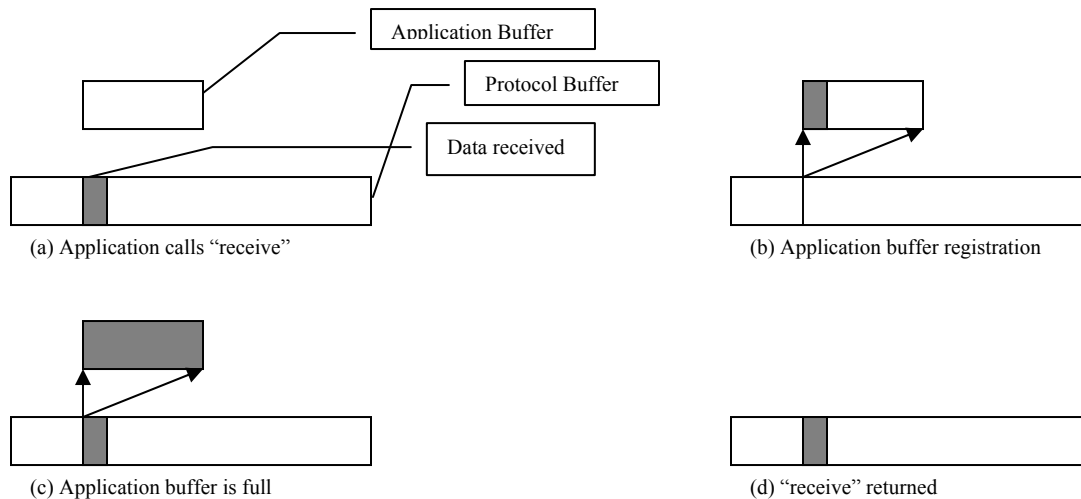 Application Buffer
Protocol Buffer
Data received
(a) Application calls “receive”
(b) Application buffer registration
(c) Application buffer is full
(d) “receive” returned